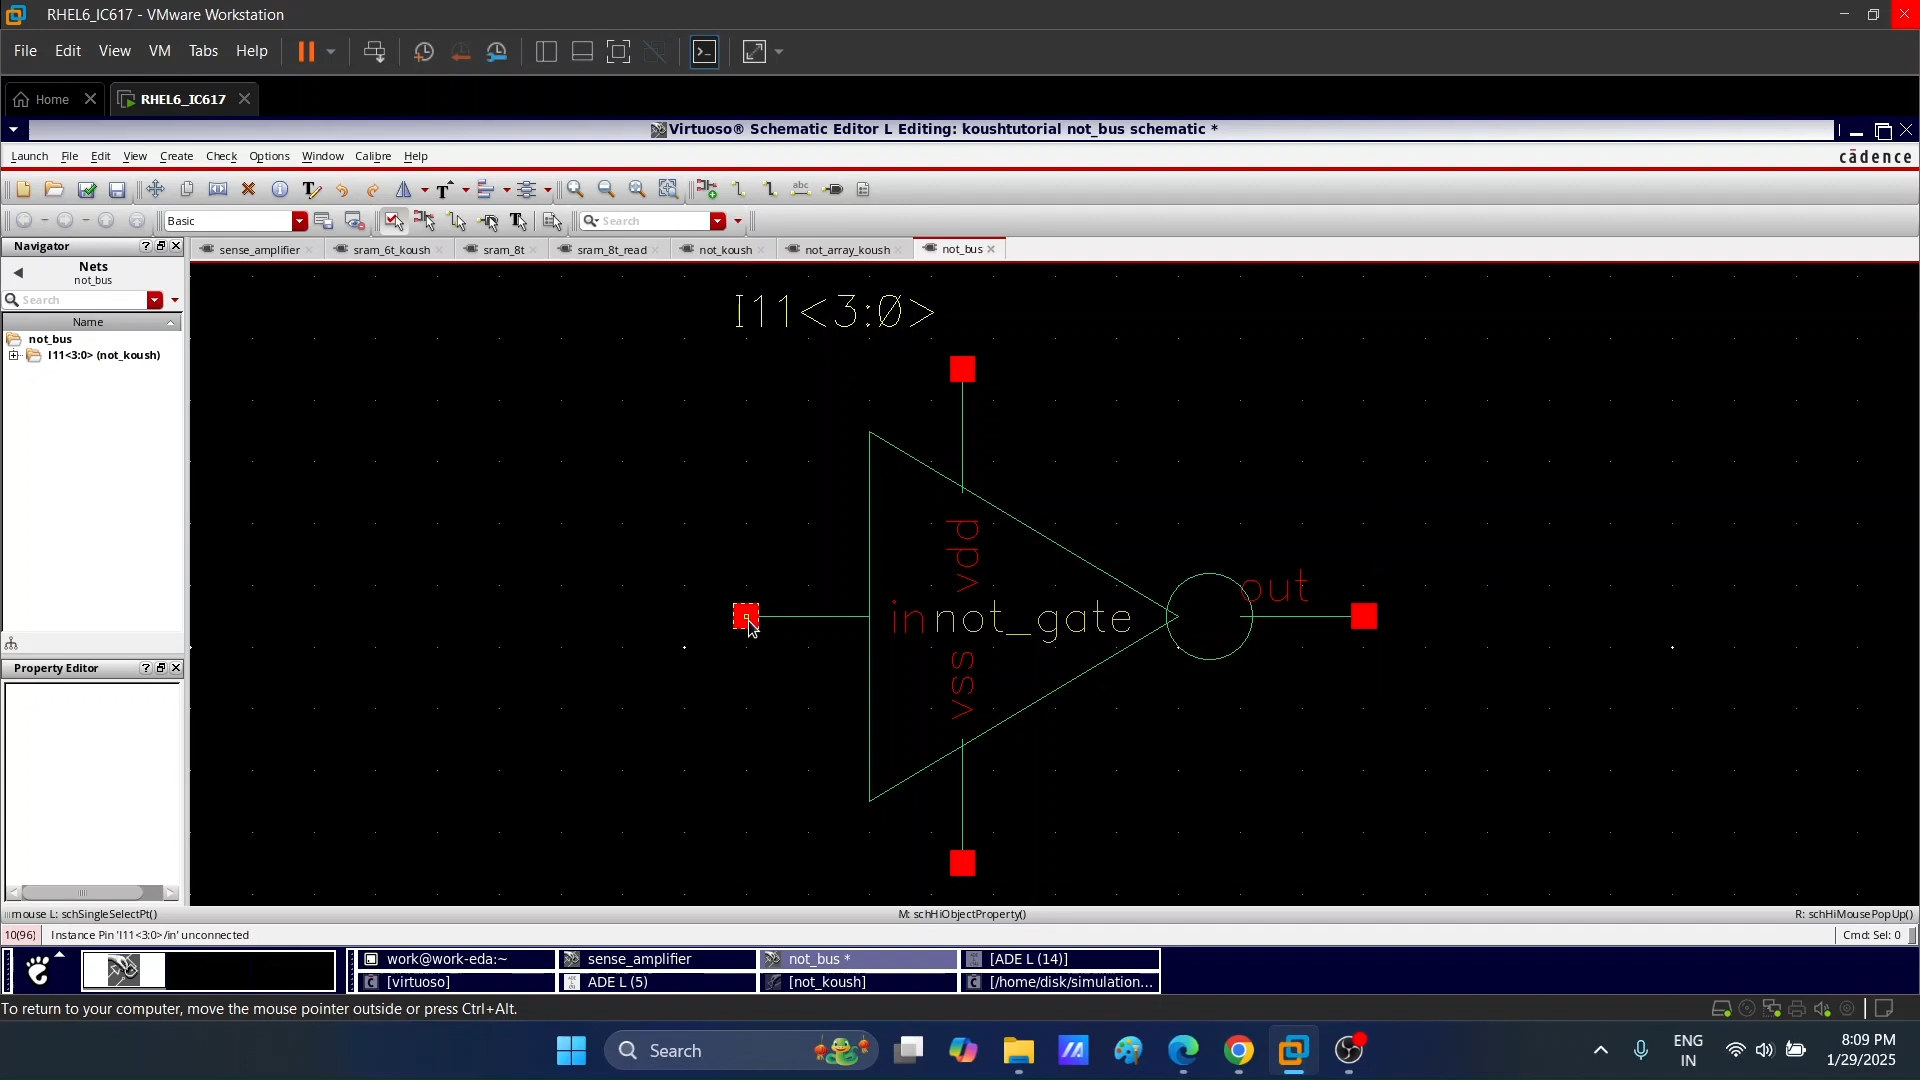 RHEL6_IC617 - VMware Workstation
File Edit View VM Tabs Help
Home RHEL6_IC617
Virtuoso® Schematic Editor L Editing: koushtutorial not_bus schematic *
Launch File Edit View Create Check Options Window Calibre Help
cādence
abc
Basic
Search
Navigator
sense_amplifier sram_6t_koush sram_8t sram_8t_read not_koush not_array_koush not_bus
Nets
not_bus
Search
Name
not_bus
I11<3:0> (not_koush)
I11<3:0>
vdd
out
in
not_gate
vss
Property Editor
mouse L: schSingleSelectPt()
M: schHiObjectProperty()
R: schHiMousePopUp()
10(96)
Instance Pin 'I11<3:0>/in' unconnected
Cmd: Sel: 0
work@work-eda:~ sense_amplifier not_bus * [ADE L (14)]
[virtuoso] ADE L (5) [not_koush] [/home/disk/simulation...
To return to your computer, move the mouse pointer outside or press Ctrl+Alt.
Search
ENG
IN
8:09 PM
1/29/2025